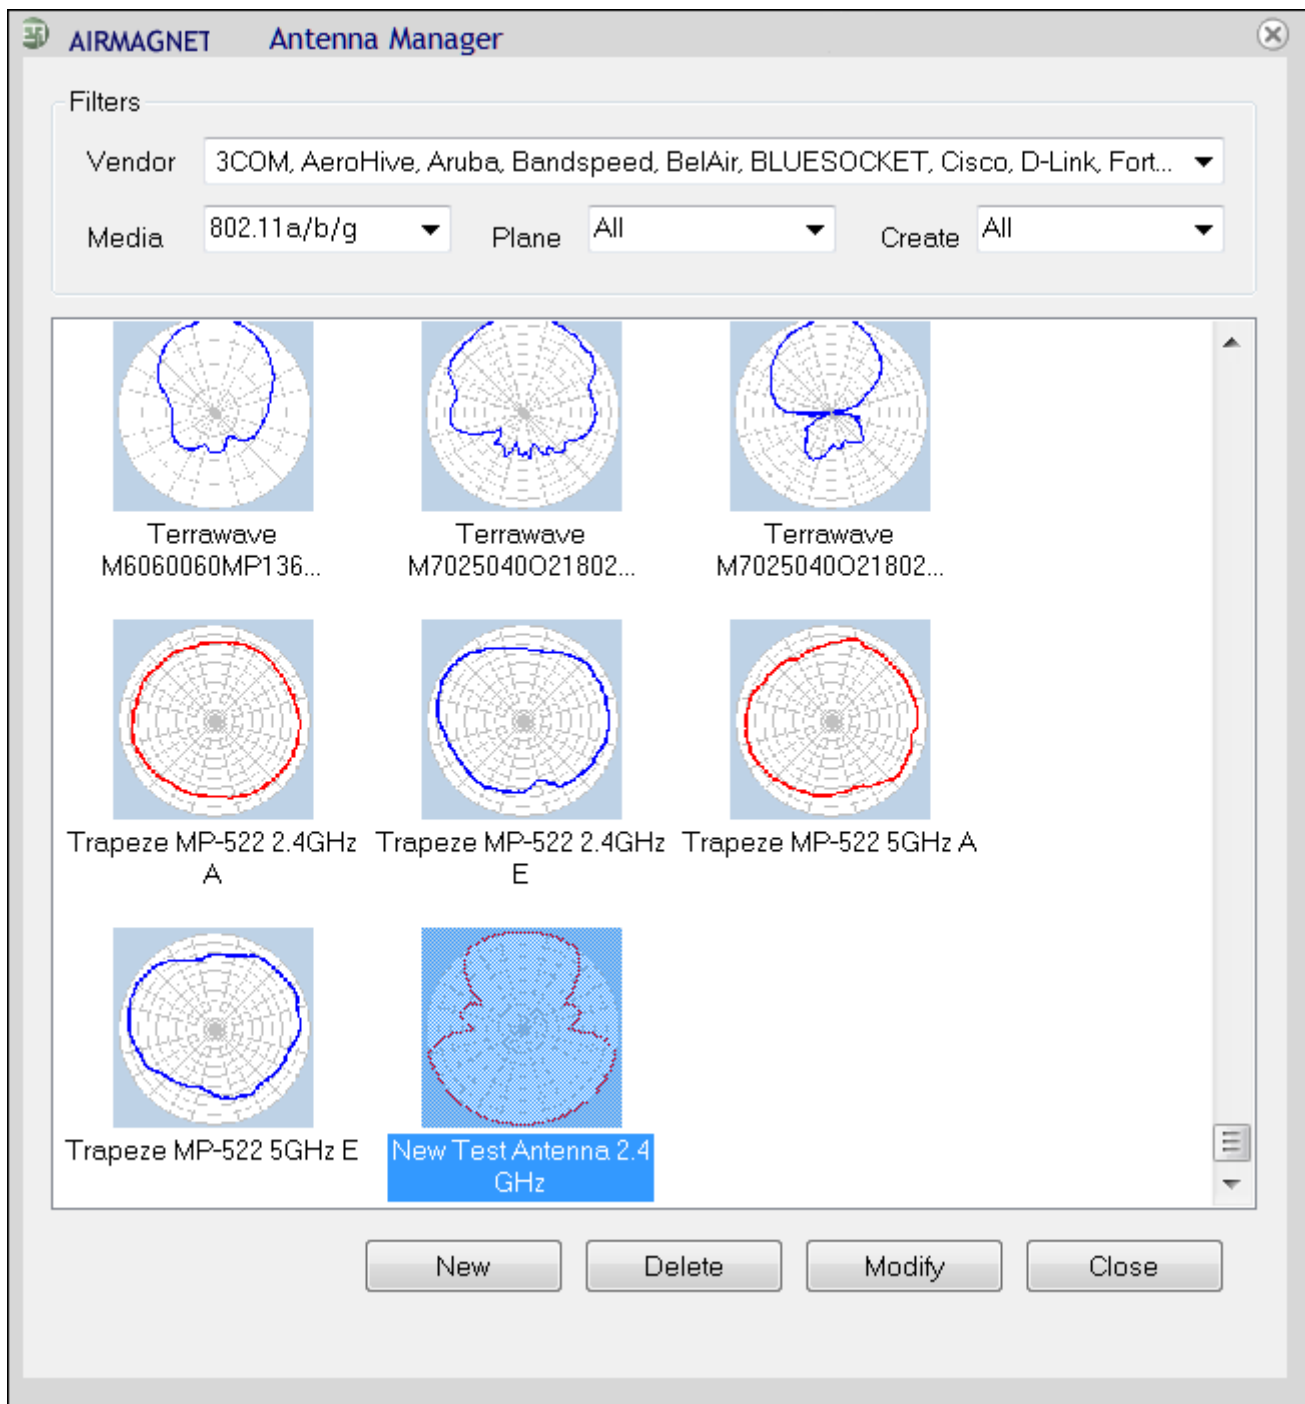 AIRMAGNET Antenna Manager
Filters
Vendor 3COM, AeroHive, Aruba, Bandspeed, BelAir, BLUESOCKET, Cisco, D-Link, Fort...
Media 802.11a/b/g Plane All Create All
Terrawave Terrawave Terrawave
M6060060MP136... M7025040O21802... M7025040O21802...
Trapeze MP-522 2.4GHz Trapeze MP-522 2.4GHz Trapeze MP-522 5GHz A
A E
Trapeze MP-522 5GHz E New Test Antenna 2.4
GHz
New Delete Modify Close